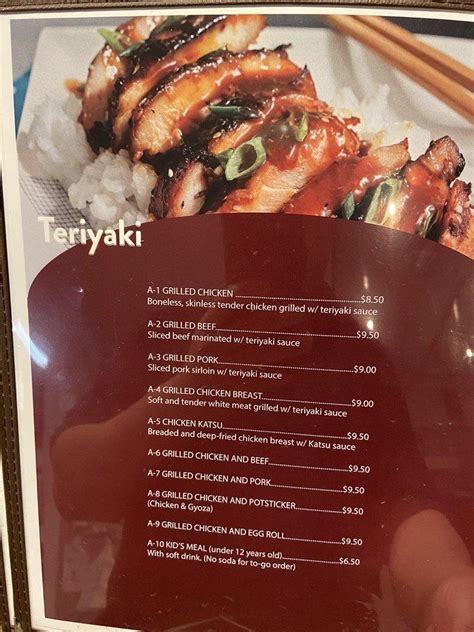 Teriyaki
A-1 GRILLED CHICKEN $8.50
Boneless, skinless tender chicken grilled w/ teriyaki sauce
A-2 GRILLED BEEF $9.50
Sliced beef marinated w/ teriyaki sauce
A-3 GRILLED PORK $9.00
Sliced pork sirloin w/ teriyaki sauce
A-4 GRILLED CHICKEN BREAST $9.00
Soft and tender white meat grilled w/ teriyaki sauce
A-5 CHICKEN KATSU $9.50
Breaded and deep-fried chicken breast w/ Katsu sauce
A-6 GRILLED CHICKEN AND BEEF $9.50
A-7 GRILLED CHICKEN AND PORK $9.50
A-8 GRILLED CHICKEN AND POTSTICKER $9.50
(Chicken & Gyoza)
A-9 GRILLED CHICKEN AND EGG ROLL $9.50
A-10 KID'S MEAL (under 12 years old) $6.50
With soft drink. (No soda for to-go order)